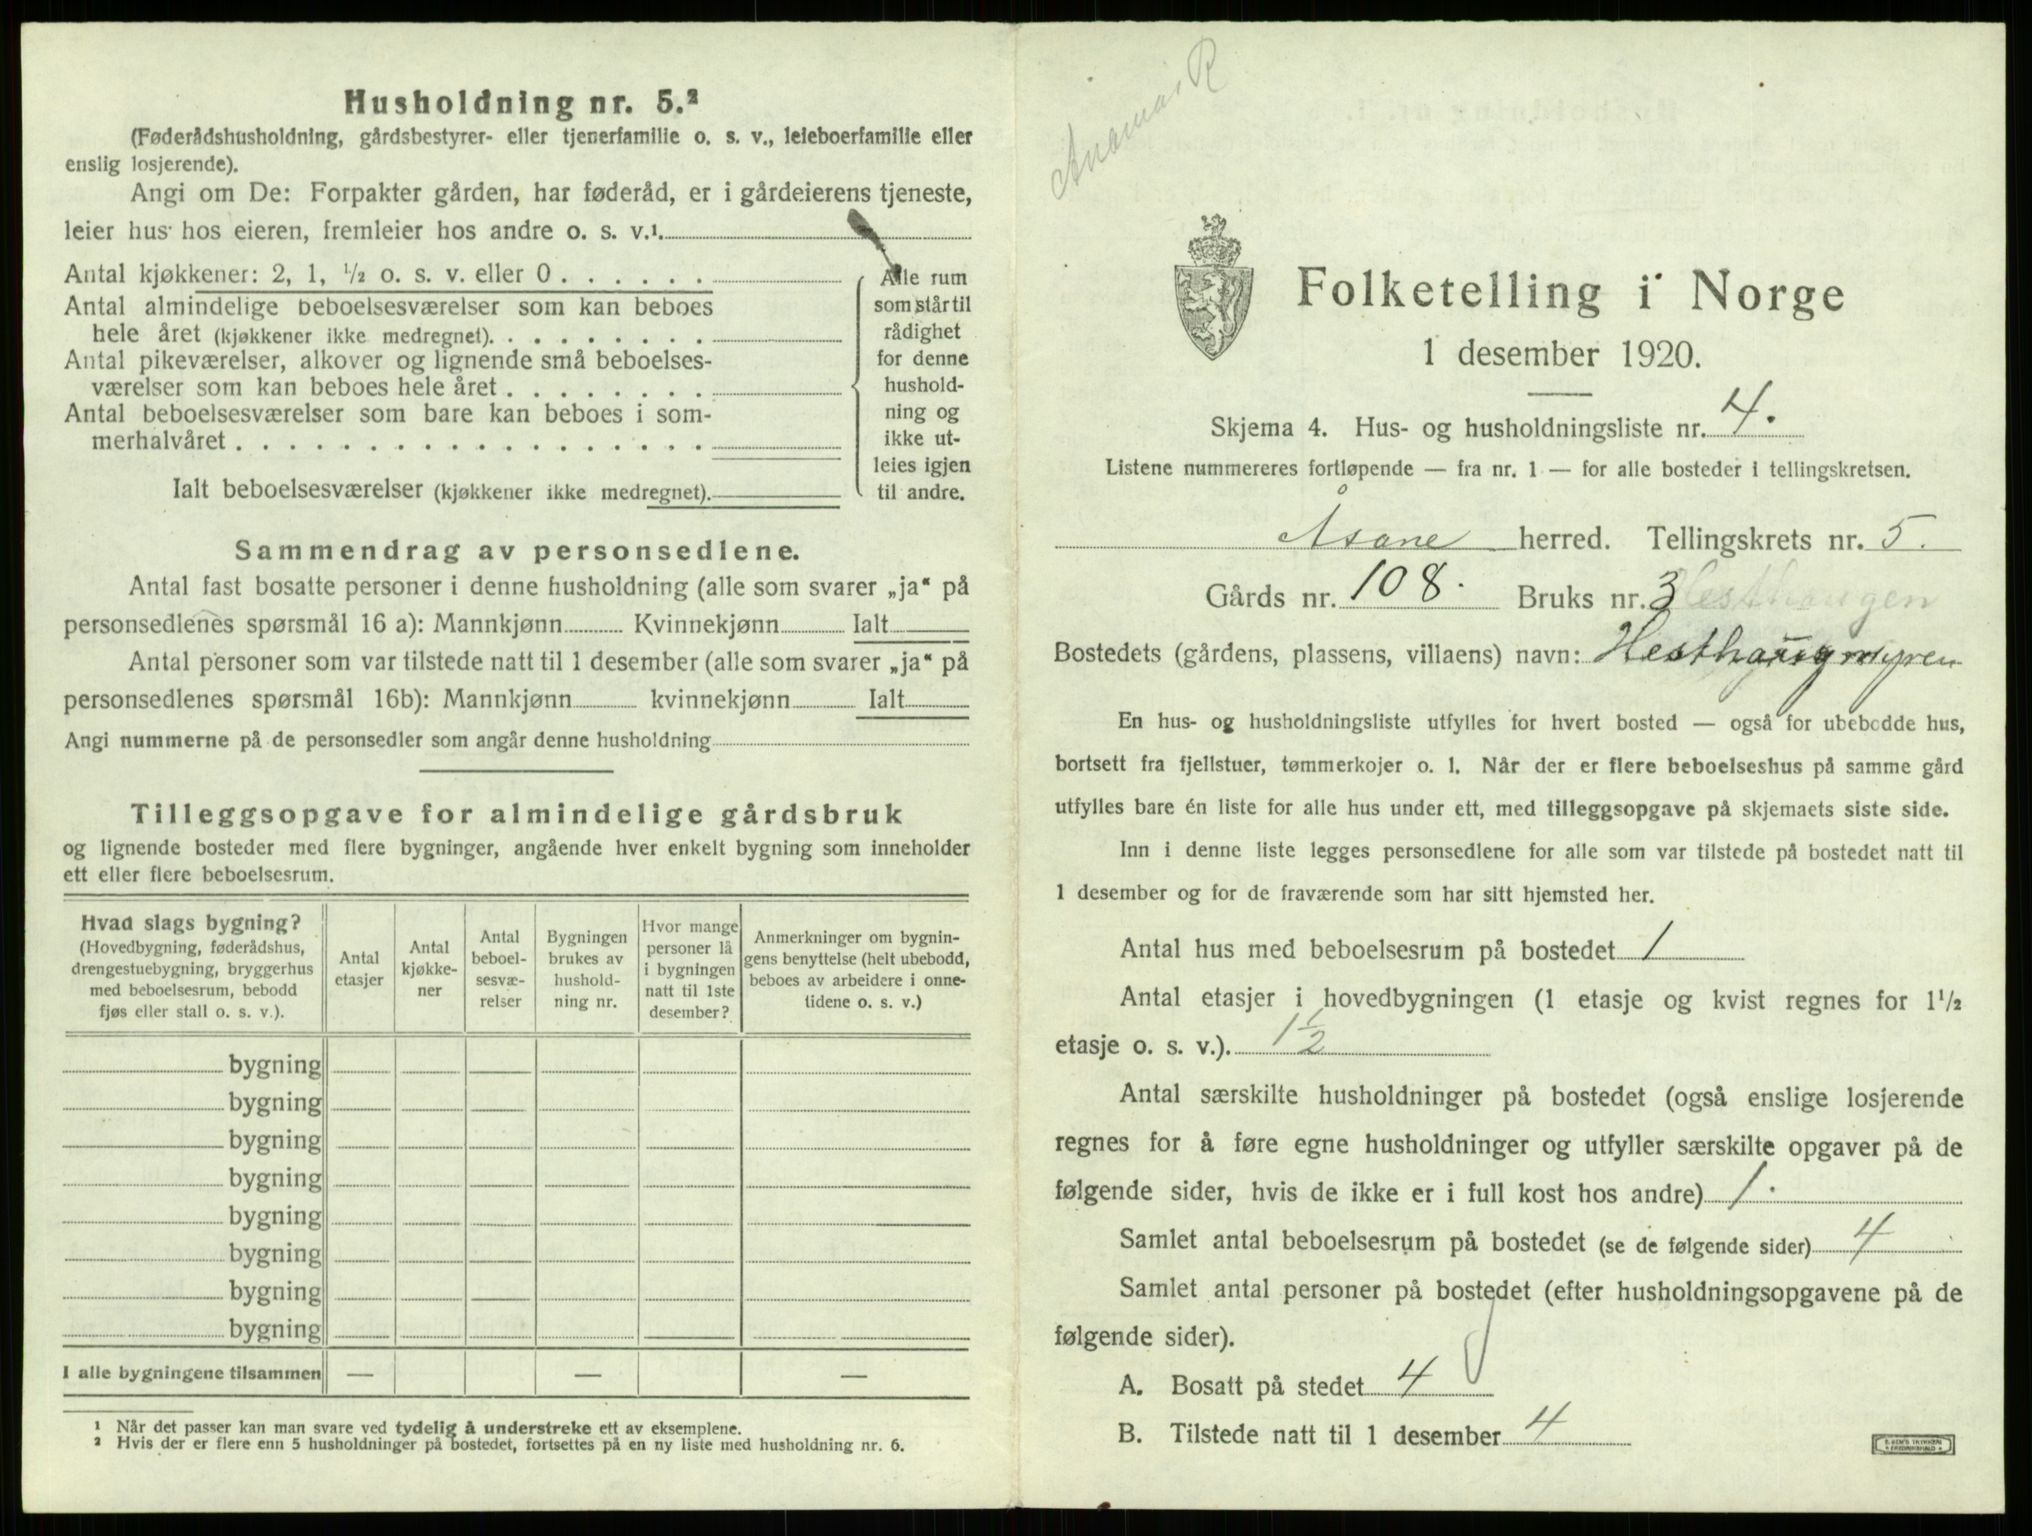 Husholdning nr. 5.²
(Føderådshusholdning, gårdsbestyrer- eller tjenerfamilie o. s. v., leieboerfamilie eller
enslig losjerende).
Angi om De: Forpakter gården, har føderåd, er i gårdeierens tjeneste,
leier hus hos eieren, fremleier hos andre o. s. v.¹
Antal kjøkkener: 2, 1, ½ o. s. v. eller 0 . . . . . .
Antal almindelige beboelsesværelser som kan beboes
hele året (kjøkkener ikke medregnet). . . . . . . . .
Antal pikeværelser, alkover og lignende små beboelses-
værelser som kan beboes hele året . . . . . . . .
Antal beboelsesværelser som bare kan beboes i som-
merhalvåret . . . . . . . . . . . . . . . . . .
Ialt beboelsesværelser (kjøkkener ikke medregnet).
Alle rum
som står til
rådighet
for denne
hushold-
ning og
ikke ut-
leies igjen
til andre.
Sammendrag av personsedlene.
Antal fast bosatte personer i denne husholdning (alle som svarer „ja“ på
personsedlenes spørsmål 16 a): Mannkjønn Kvinnekjønn Ialt
Antal personer som var tilstede natt til 1 desember (alle som svarer „ja“ på
personsedlenes spørsmål 16b): Mannkjønn kvinnekjønn Ialt
Angi nummerne på de personsedler som angår denne husholdning
Tilleggsopgave for almindelige gårdsbruk
og lignende bosteder med flere bygninger, angående hver enkelt bygning som inneholder
ett eller flere beboelsesrum.
Hvad slags bygning?
(Hovedbygning, føderådshus,
drengestuebygning, bryggerhus
med beboelsesrum, bebodd
fjøs eller stall o. s. v.).
Antal
etasjer
Antal
kjøkke-
ner
Antal
beboel-
sesvæ-
relser
Bygningen
brukes av
hushold-
ning nr.
Hvor mange
personer lå
i bygningen
natt til 1ste
desember?
Anmerkninger om bygnin-
gens benyttelse (helt ubebodd,
beboes av arbeidere i onne-
tidene o. s. v.)
bygning
bygning
bygning
bygning
bygning
bygning
bygning
bygning
I alle bygningene tilsammen — — —
¹ Når det passer kan man svare ved tydelig å understreke ett av eksemplene.
² Hvis der er flere enn 5 husholdninger på bostedet, fortsettes på en ny liste med husholdning nr. 6.
Folketelling i Norge
1 desember 1920.
Skjema 4. Hus- og husholdningsliste nr. 4.
Listene nummereres fortløpende — fra nr. 1 — for alle bosteder i tellingskretsen.
Åsane herred. Tellingskrets nr. 5.
Gårds nr. 108. Bruks nr. 3 Hesthaugen
Bostedets (gårdens, plassens, villaens) navn: Hesthaugmyren
En hus- og husholdningsliste utfylles for hvert bosted — også for ubebodde hus,
bortsett fra fjellstuer, tømmerkojer o. l. Når der er flere beboelseshus på samme gård
utfylles bare én liste for alle hus under ett, med tilleggsopgave på skjemaets siste side.
Inn i denne liste legges personsedlene for alle som var tilstede på bostedet natt til
1 desember og for de fraværende som har sitt hjemsted her.
Antal hus med beboelsesrum på bostedet 1
Antal etasjer i hovedbygningen (1 etasje og kvist regnes for 1½
etasje o. s. v.). 1½
Antal særskilte husholdninger på bostedet (også enslige losjerende
regnes for å føre egne husholdninger og utfyller særskilte opgaver på de
følgende sider, hvis de ikke er i full kost hos andre) 1.
Samlet antal beboelsesrum på bostedet (se de følgende sider) 4
Samlet antal personer på bostedet (efter husholdningsopgavene på de
følgende sider).
A. Bosatt på stedet 4
B. Tilstede natt til 1 desember 4